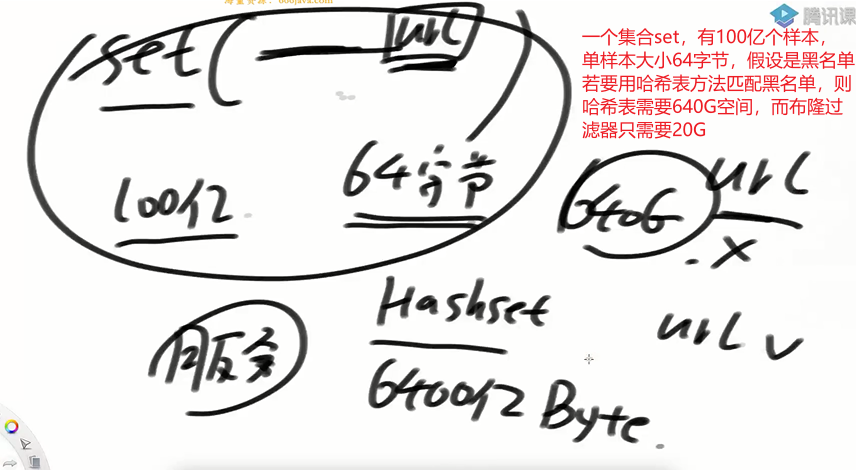 海量资源：666java.com
腾讯课
一个集合set，有100亿个样本，
单样本大小64字节，假设是黑名单
若要用哈希表方法匹配黑名单，则
哈希表需要640G空间，而布隆过
滤器只需要20G
set ( url )
100亿
64字节
640G
url
x
Hashset
url v
服务
6400亿Byte